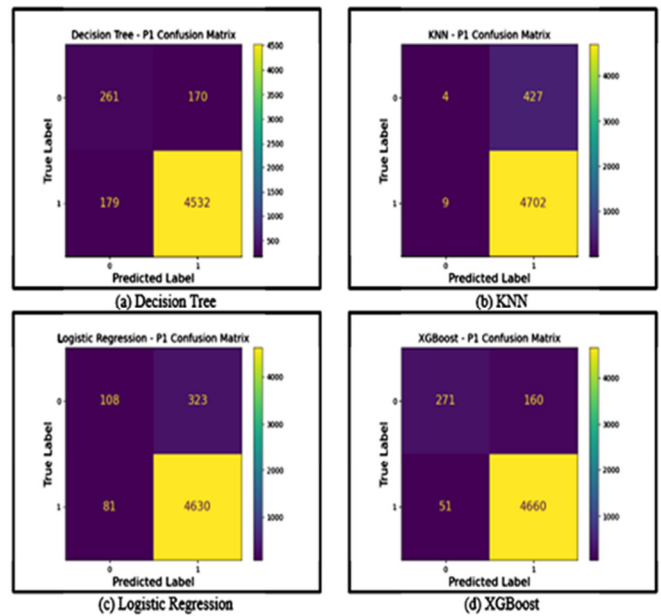 Decision Tree - P1 Confusion Matrix
4500
4000
3500
3000
2500
2000
1500
1000
500
True Label
0
1
261 170
179 4532
0 1
Predicted Label
(a) Decision Tree
KNN - P1 Confusion Matrix
4000
3000
2000
1000
True Label
0
1
4 427
9 4702
0 1
Predicted Label
(b) KNN
Logistic Regression - P1 Confusion Matrix
4000
3000
2000
1000
True Label
0
1
108 323
81 4630
0 1
Predicted Label
(c) Logistic Regression
XGBoost - P1 Confusion Matrix
4000
3000
2000
1000
True Label
0
1
271 160
51 4660
0 1
Predicted Label
(d) XGBoost